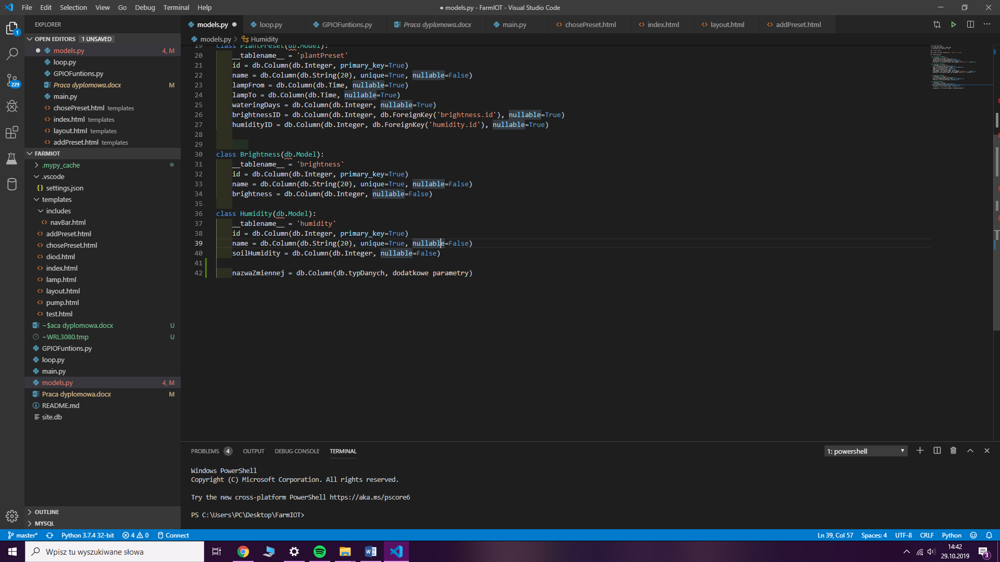 File Edit Selection View Go Debug Terminal Help
● models.py - FarmIOT - Visual Studio Code
EXPLORER
models.py
loop.py
GPIOFuntions.py
Praca dyplomowa.docx
main.py
chosePreset.html
index.html
layout.html
addPreset.html
OPEN EDITORS 1 UNSAVED
models.py 4, M
loop.py
GPIOFuntions.py
Praca dyplomowa.docx M
main.py
chosePreset.html templates
index.html templates
layout.html templates
addPreset.html templates
FARMIOT
.mypy_cache
.vscode
settings.json
templates
includes
navBar.html
addPreset.html
chosePreset.html
diod.html
index.html
lamp.html
layout.html
pump.html
test.html
~$aca dyplomowa.docx U
~WRL3080.tmp U
GPIOFuntions.py
loop.py
main.py
models.py 4, M
Praca dyplomowa.docx M
README.md
site.db
OUTLINE
MYSQL
1
229
models.py > Humidity
19 class PlantPreset(db.Model):
20 __tablename__ = 'plantPreset'
21 id = db.Column(db.Integer, primary_key=True)
22 name = db.Column(db.String(20), unique=True, nullable=False)
23 lampFrom = db.Column(db.Time, nullable=True)
24 lampTo = db.Column(db.Time, nullable=True)
25 wateringDays = db.Column(db.Integer, nullable=True)
26 brightnessID = db.Column(db.Integer, db.ForeignKey('brightness.id'), nullable=True)
27 humidityID = db.Column(db.Integer, db.ForeignKey('humidity.id'), nullable=True)
28
29
30 class Brightness(db.Model):
31 __tablename__ = 'brightness'
32 id = db.Column(db.Integer, primary_key=True)
33 name = db.Column(db.String(20), unique=True, nullable=False)
34 brightness = db.Column(db.Integer, nullable=False)
35
36 class Humidity(db.Model):
37 __tablename__ = 'humidity'
38 id = db.Column(db.Integer, primary_key=True)
39 name = db.Column(db.String(20), unique=True, nullable=False)
40 soilHumidity = db.Column(db.Integer, nullable=False)
41
42 nazwaZmiennej = db.Column(db.typDanych, dodatkowe parametry)
PROBLEMS 4 OUTPUT DEBUG CONSOLE TERMINAL
1: powershell
Windows PowerShell
Copyright (C) Microsoft Corporation. All rights reserved.
Try the new cross-platform PowerShell https://aka.ms/pscore6
PS C:\Users\PC\Desktop\FarmIOT>
master* Python 3.7.4 32-bit 4 0 Connect
Ln 39, Col 57 Spaces: 4 UTF-8 CRLF Python
Wpisz tu wyszukiwane słowa
14:42
29.10.2019
3